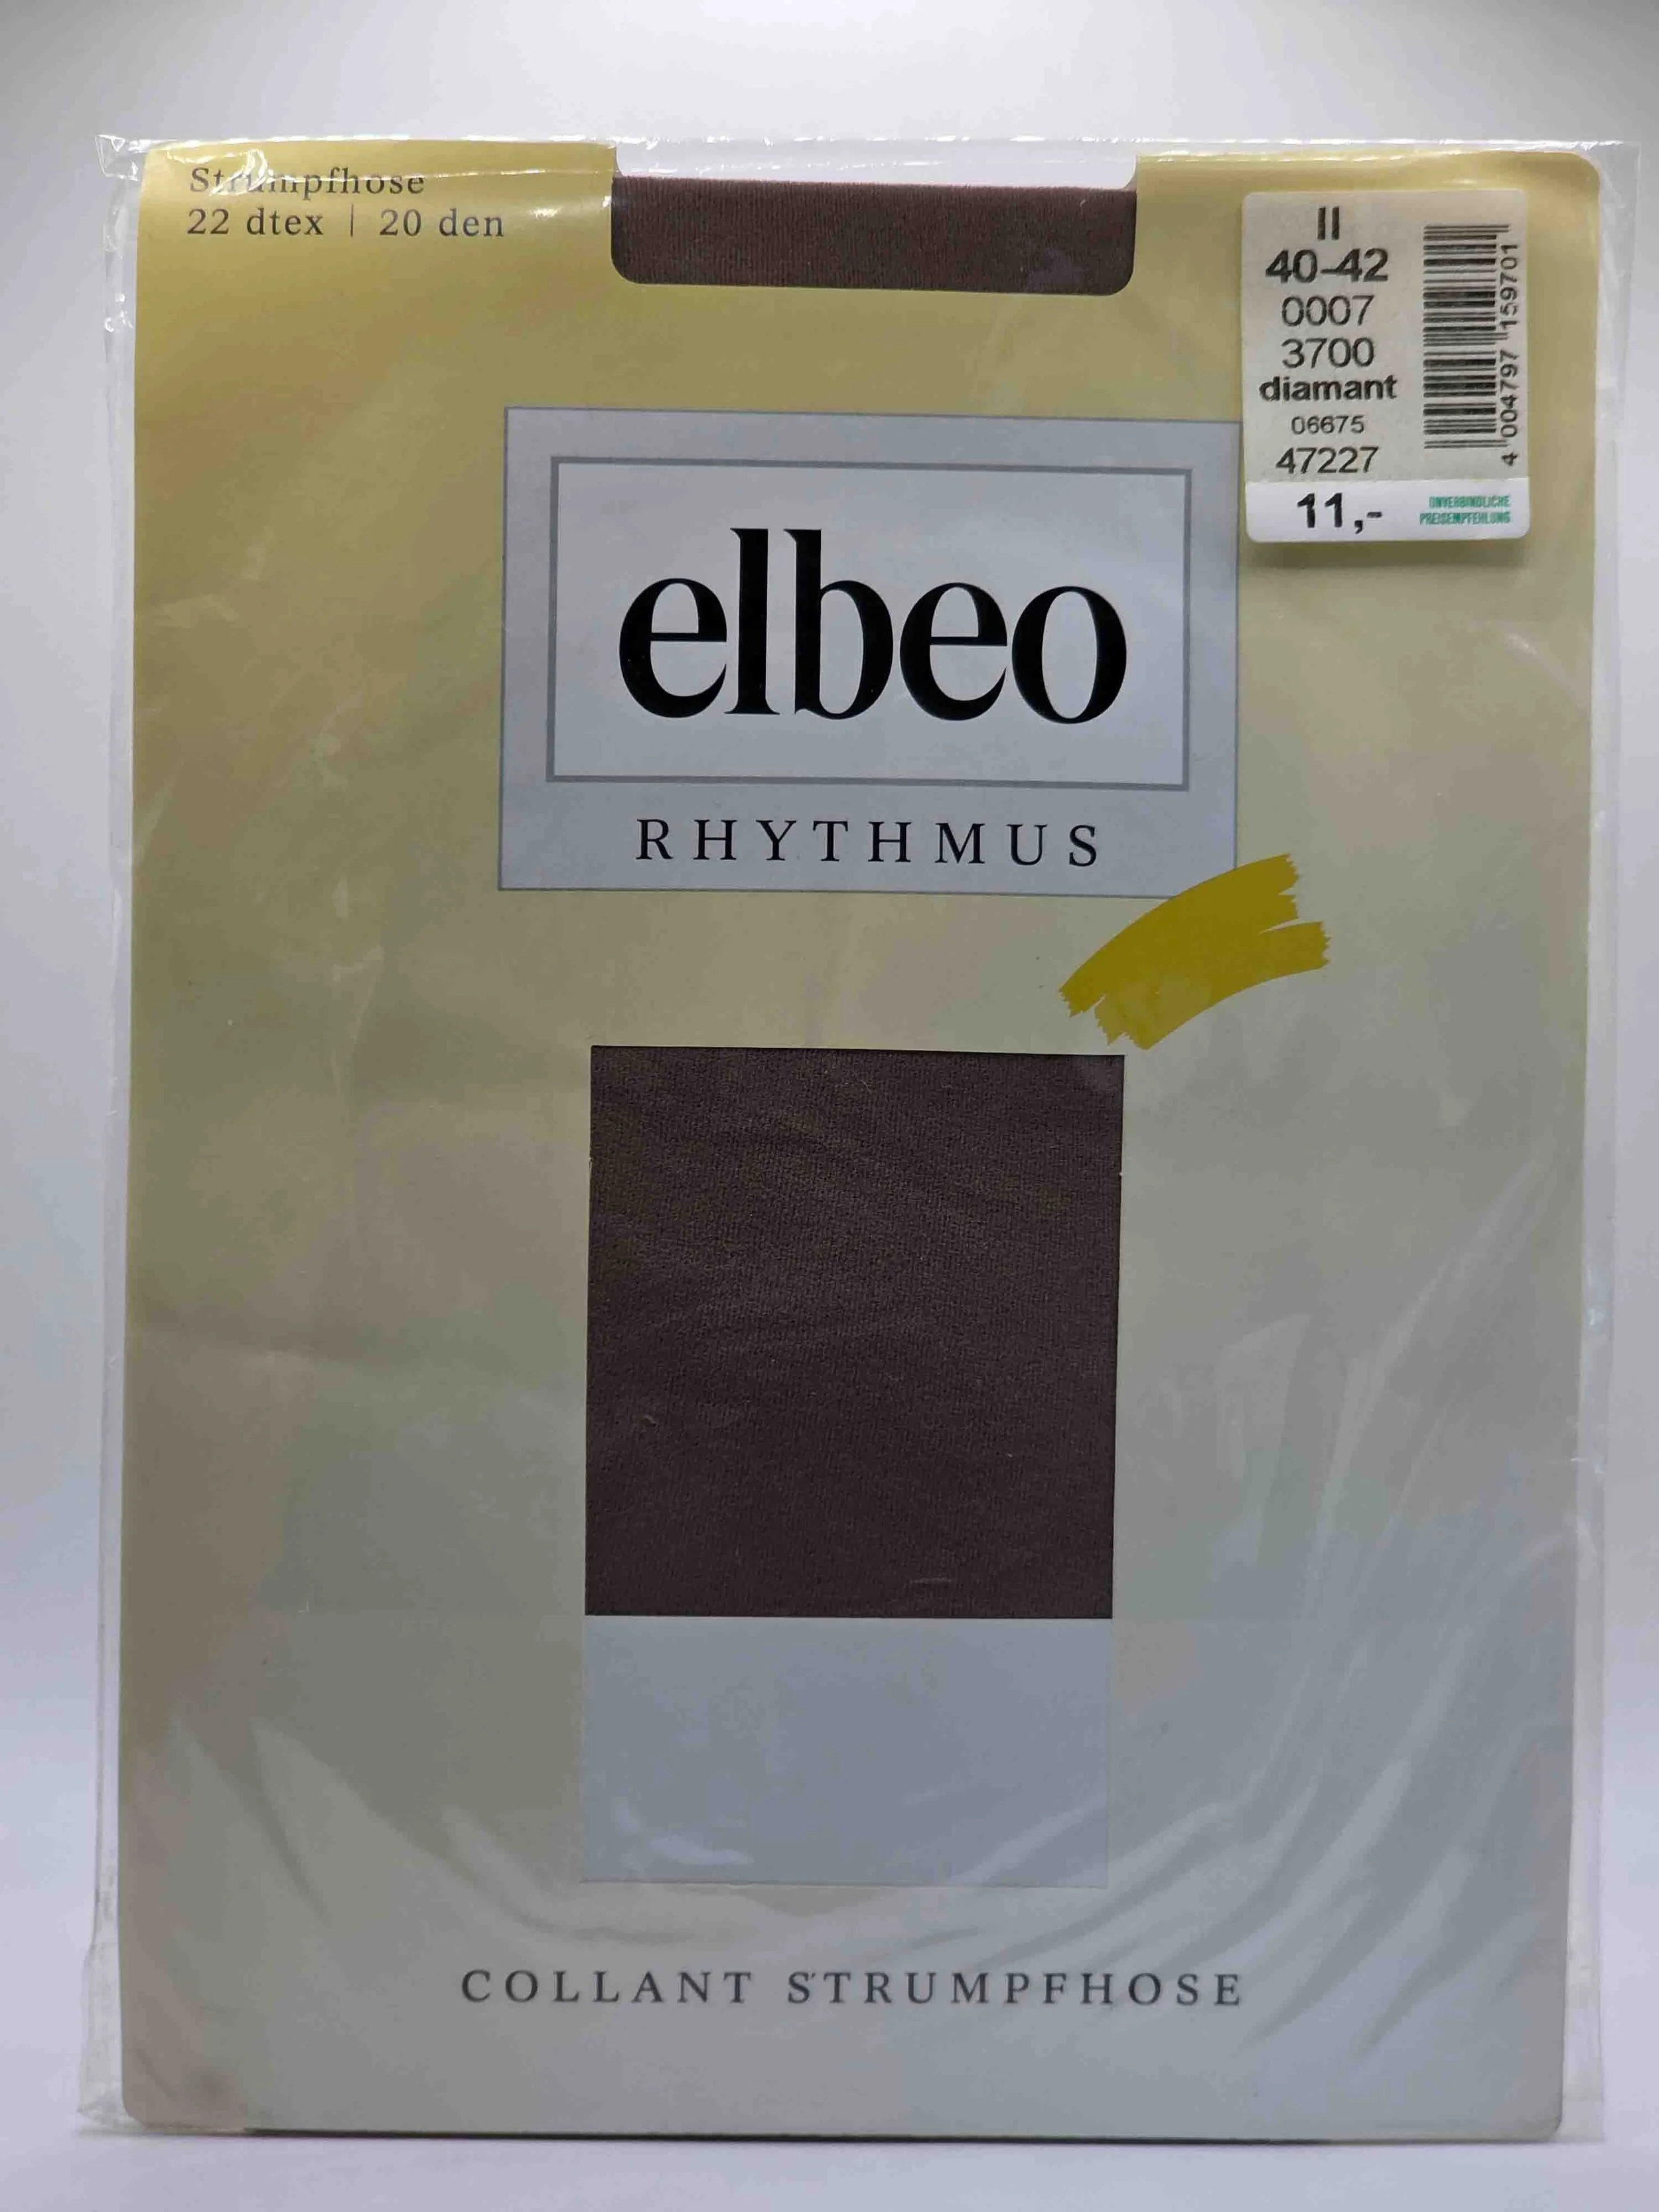 Strumpfhose
22 dtex | 20 den
II
40-42
0007
3700
diamant
06675
47227
11,-
UNVERBINDLICHE
PREISEMPFEHLUNG
4 004797 159701
elbeo
RHYTHMUS
COLLANT STRUMPFHOSE